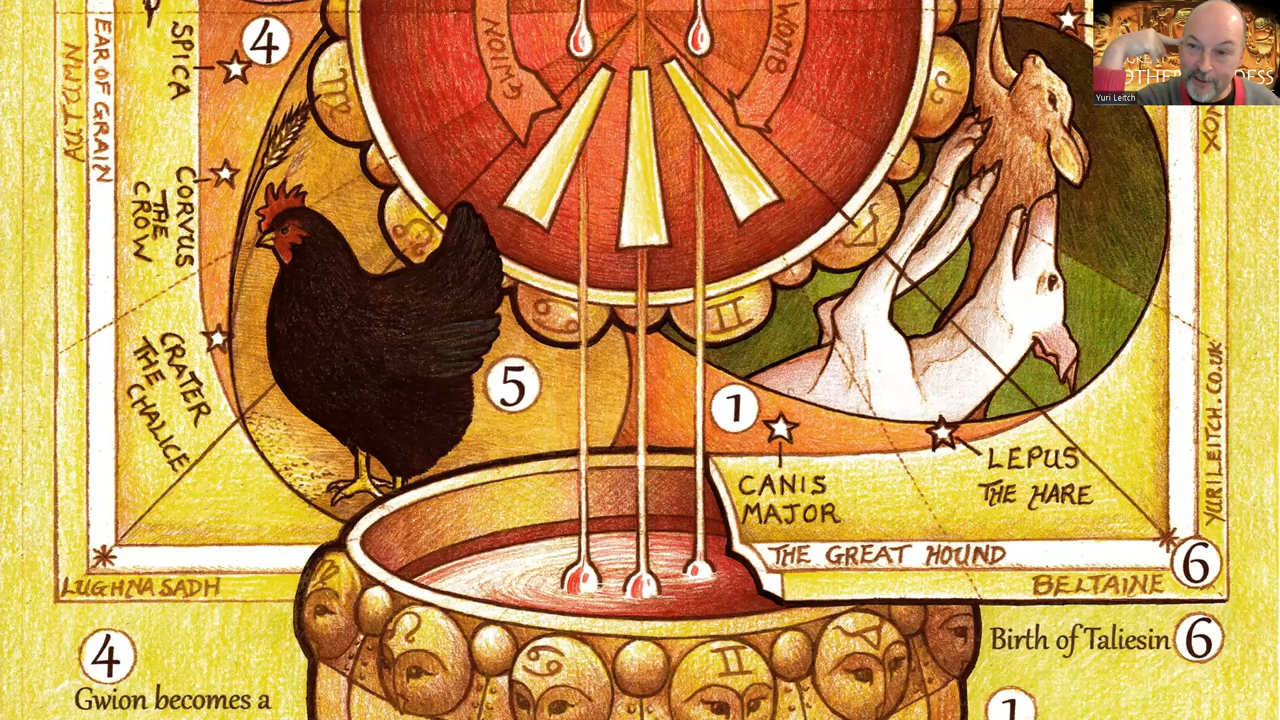 SPICA
4
EAR OF GRAIN
AUTUMN
CORVUS
THE
CROW
CRATER
THE CHALICE
GWION
WOMB
♍
♌
♋
♊
♉
5
1
CANIS
MAJOR
LEPUS
THE HARE
THE GREAT HOUND
LUGHNASADH
BELTAINE
6
YURILEITCH.CO.UK
Yuri Leitch
♌
♋
♊
♉
4
Gwion becomes a
Birth of Taliesin 6
1